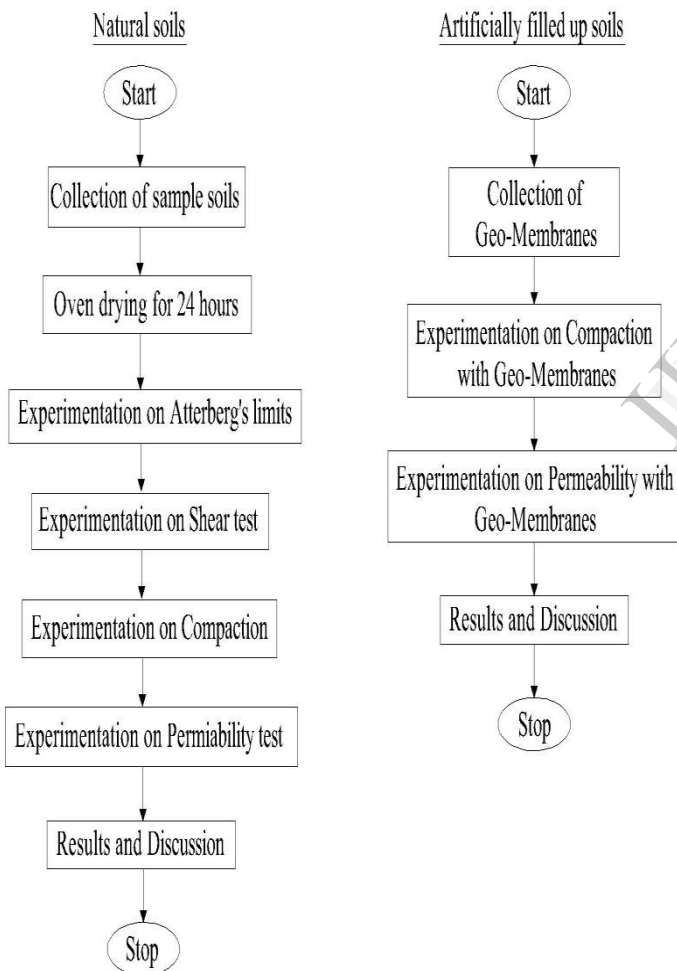 Natural soils
Start
Collection of sample soils
Oven drying for 24 hours
Experimentation on Atterberg's limits
Experimentation on Shear test
Experimentation on Compaction
Experimentation on Permiability test
Results and Discussion
Stop
Artificially filled up soils
Start
Collection of
Geo-Membranes
Experimentation on Compaction
with Geo-Membranes
Experimentation on Permeability with
Geo-Membranes
Results and Discussion
Stop